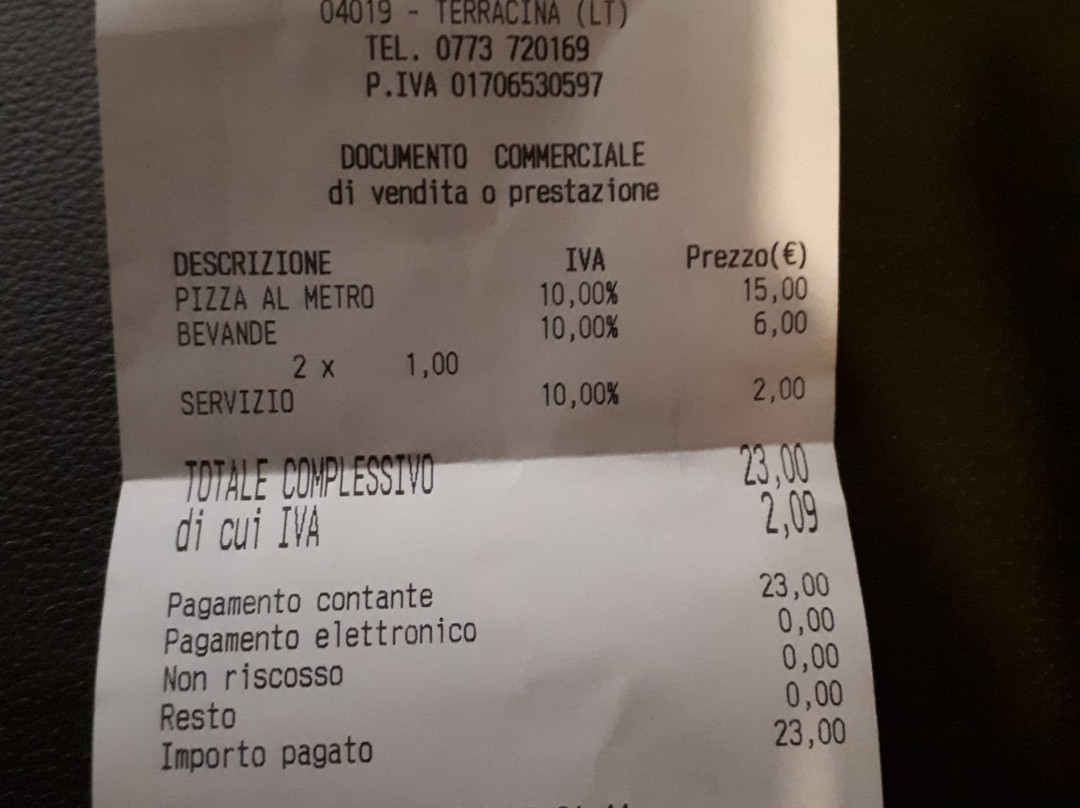 04019 - TERRACINA (LT)
TEL. 0773 720169
P.IVA 01706530597
DOCUMENTO COMMERCIALE
di vendita o prestazione
DESCRIZIONE IVA Prezzo(€)
PIZZA AL METRO 10,00% 15,00
BEVANDE 10,00% 6,00
2 x 1,00
SERVIZIO 10,00% 2,00
TOTALE COMPLESSIVO 23,00
di cui IVA 2,09
Pagamento contante 23,00
Pagamento elettronico 0,00
Non riscosso 0,00
Resto 0,00
Importo pagato 23,00